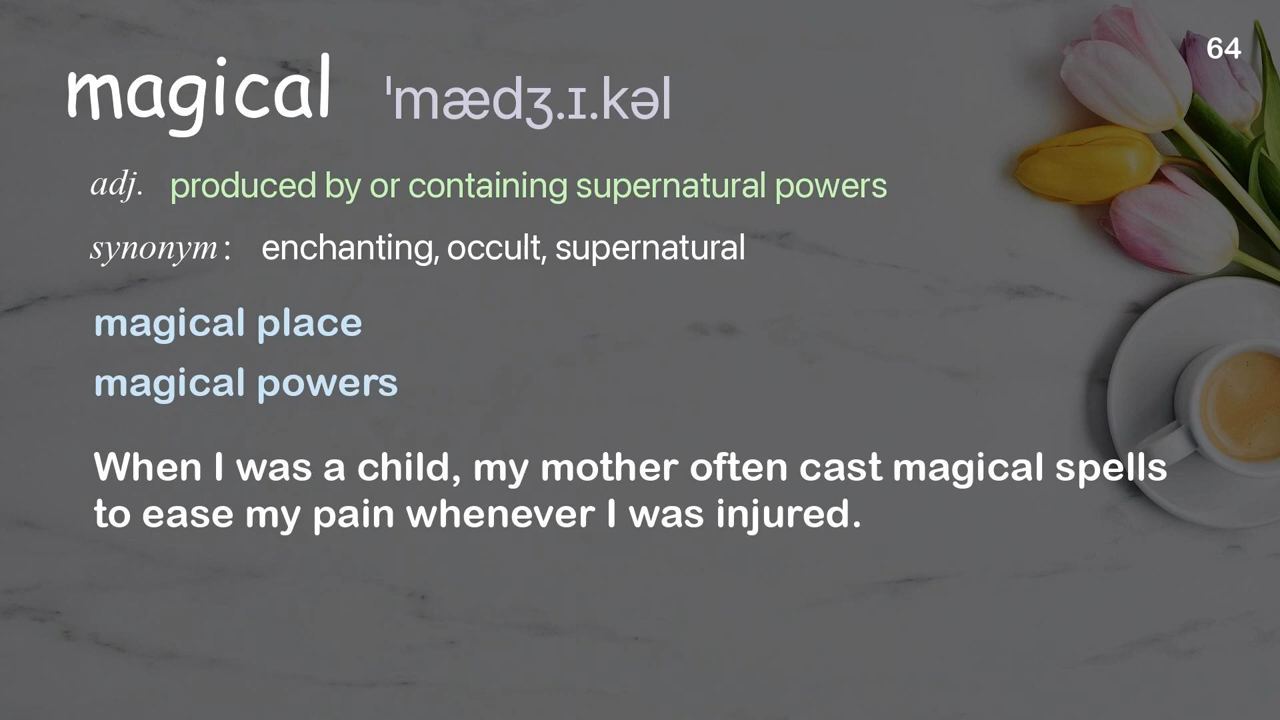 64
magical ˈmædʒ.ɪ.kəl
adj. produced by or containing supernatural powers
synonym: enchanting, occult, supernatural
magical place
magical powers
When I was a child, my mother often cast magical spells
to ease my pain whenever I was injured.